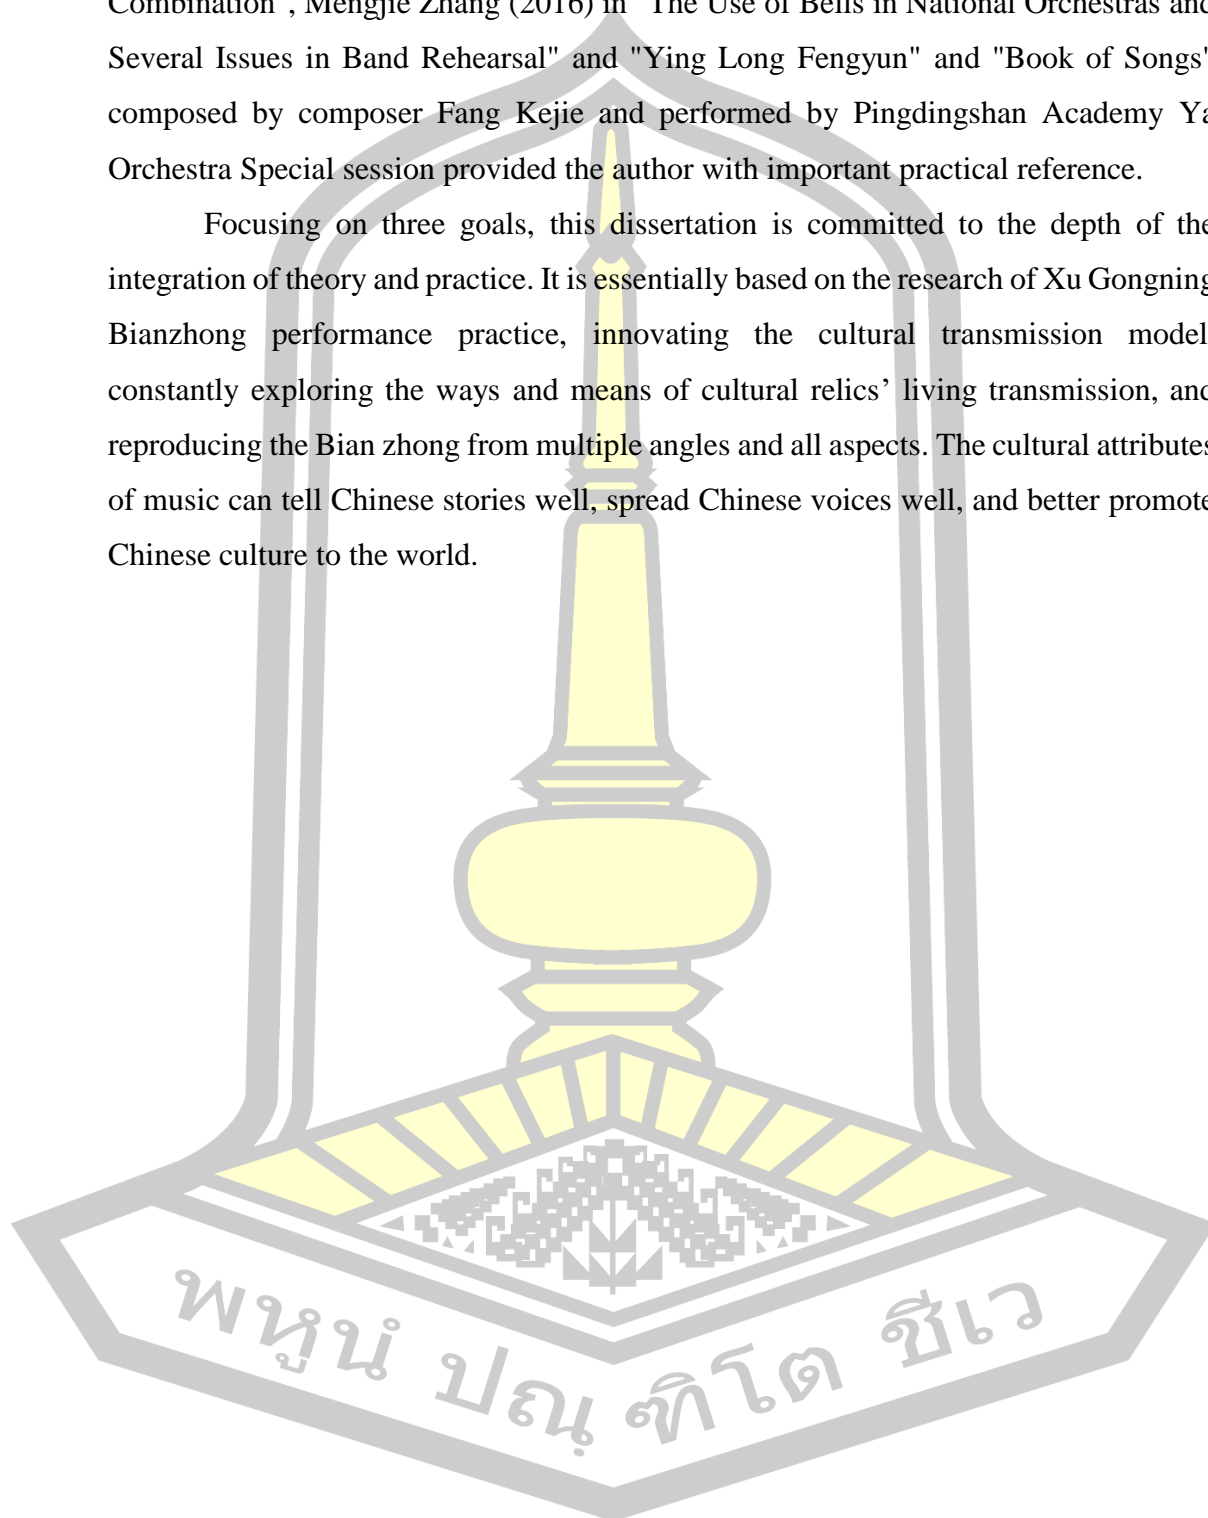 Combination", Mengjie Zhang (2016) in "The Use of Bells in National Orchestras and
Several Issues in Band Rehearsal" and "Ying Long Fengyun" and "Book of Songs"
composed by composer Fang Kejie and performed by Pingdingshan Academy Ya
Orchestra Special session provided the author with important practical reference.
Focusing on three goals, this dissertation is committed to the depth of the
integration of theory and practice. It is essentially based on the research of Xu Gongning
Bianzhong performance practice, innovating the cultural transmission model
constantly exploring the ways and means of cultural relics’ living transmission, and
reproducing the Bian zhong from multiple angles and all aspects. The cultural attributes
of music can tell Chinese stories well, spread Chinese voices well, and better promote
Chinese culture to the world.
พหูนํ ปณฺฑิโต ชีเว